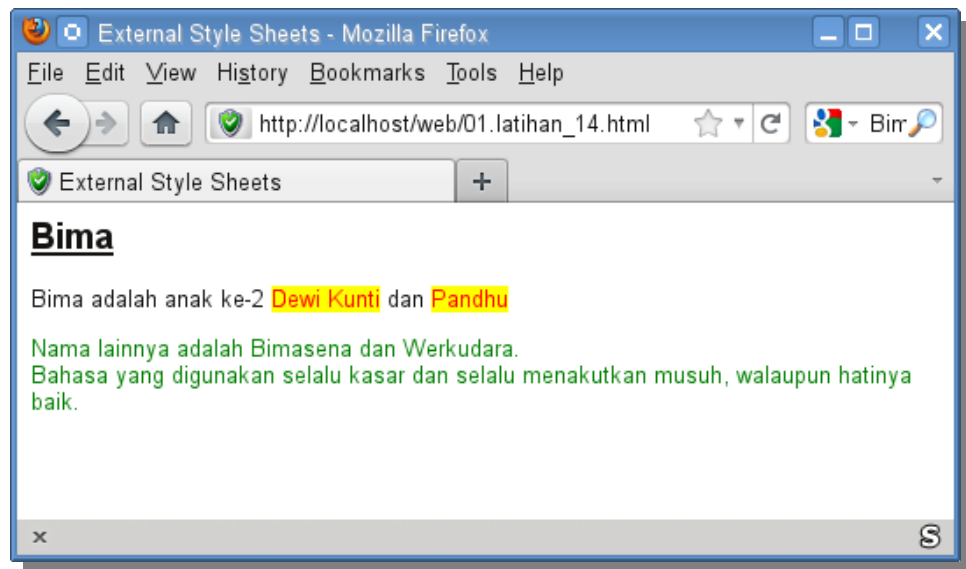 External Style Sheets - Mozilla Firefox
File Edit View History Bookmarks Tools Help
http://localhost/web/01.latihan_14.html
Bim
External Style Sheets
Bima
Bima adalah anak ke-2 Dewi Kunti dan Pandhu
Nama lainnya adalah Bimasena dan Werkudara.
Bahasa yang digunakan selalu kasar dan selalu menakutkan musuh, walaupun hatinya
baik.
S